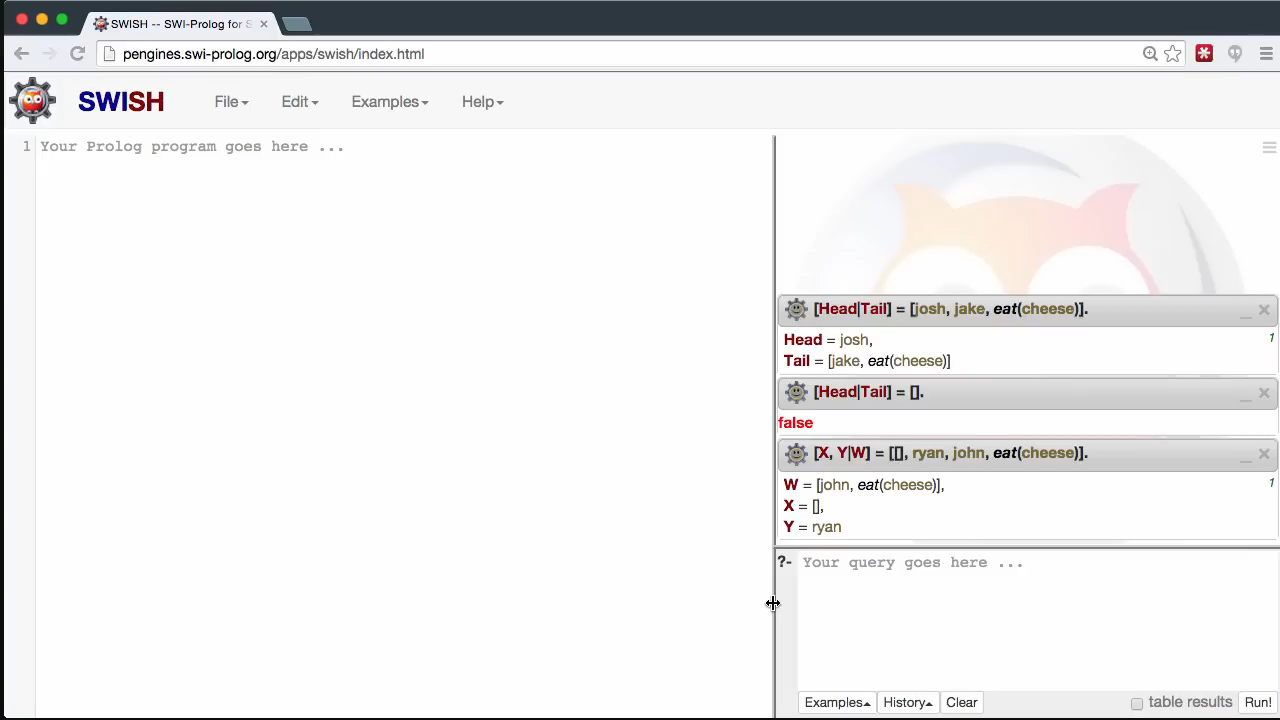 SWISH -- SWI-Prolog for S
pengines.swi-prolog.org/apps/swish/index.html
SWISH File Edit Examples Help
1 Your Prolog program goes here ...
[Head|Tail] = [josh, jake, eat(cheese)].
Head = josh, 1
Tail = [jake, eat(cheese)]
[Head|Tail] = [].
false
[X, Y|W] = [[], ryan, john, eat(cheese)].
W = [john, eat(cheese)], 1
X = [],
Y = ryan
?- Your query goes here ...
Examples History Clear table results Run!